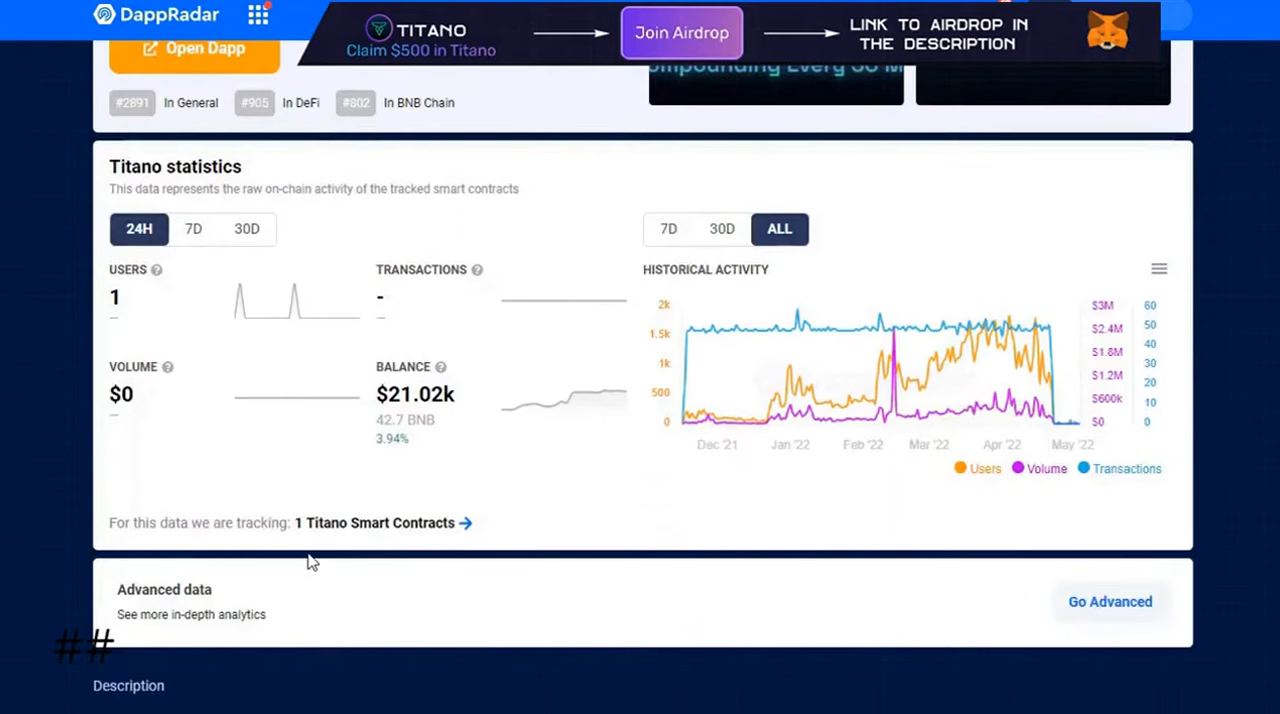 DappRadar
TITANO
Claim $500 in Titano
Join Airdrop
LINK TO AIRDROP IN
THE DESCRIPTION
Open Dapp
#2891 In General #905 In DeFi #802 In BNB Chain
ompounding Every 30 M
Titano statistics
This data represents the raw on-chain activity of the tracked smart contracts
24H 7D 30D
7D 30D ALL
USERS ?
1
–
TRANSACTIONS ?
-
–
VOLUME ?
$0
–
BALANCE ?
$21.02k
42.7 BNB
3.94%
HISTORICAL ACTIVITY
2k $3M 60
1.5k $2.4M 50
$1.8M 40
1k $1.2M 30
20
500 $600k 10
0 $0 0
Dec '21 Jan '22 Feb '22 Mar '22 Apr '22 May '22
Users Volume Transactions
For this data we are tracking: 1 Titano Smart Contracts
Advanced data
See more in-depth analytics
Go Advanced
##
Description